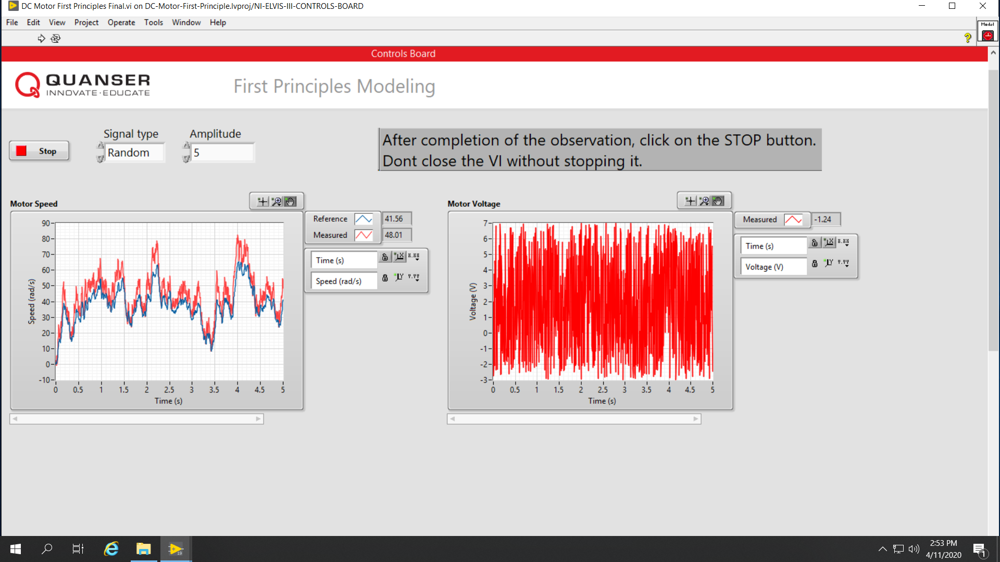 DC Motor First Principles Final.vi on DC-Motor-First-Principle.lvproj/NI-ELVIS-III-CONTROLS-BOARD
File Edit View Project Operate Tools Window Help
Model
Controls Board
QUANSER
INNOVATE·EDUCATE
First Principles Modeling
Signal type
Amplitude
Stop
Random
5
After completion of the observation, click on the STOP button.
Dont close the VI without stopping it.
Motor Speed
Reference 41.56
Measured 48.01
Time (s)
Speed (rad/s)
X.XX
Y.YY
90
80
70
60
50
40
30
20
10
0
-10
Speed (rad/s)
0 0.5 1 1.5 2 2.5 3 3.5 4 4.5 5
Time (s)
Motor Voltage
Measured -1.24
Time (s)
Voltage (V)
X.XX
Y.YY
7
6
5
4
3
2
1
0
-1
-2
-3
Voltage (V)
0 0.5 1 1.5 2 2.5 3 3.5 4 4.5 5
Time (s)
19
2:53 PM
4/11/2020
1